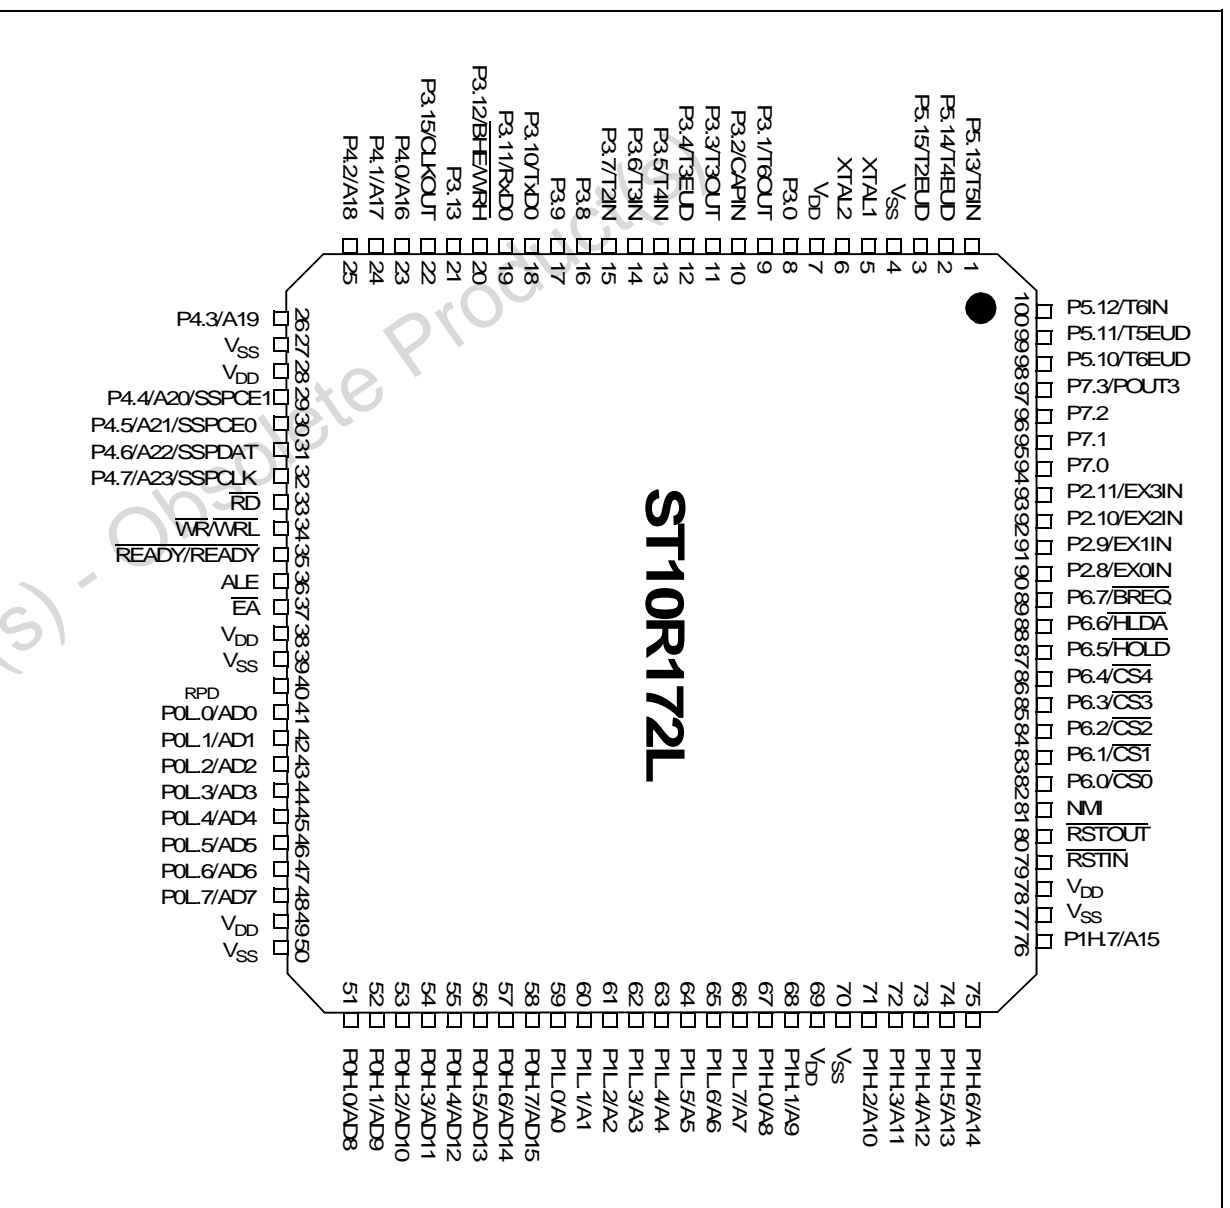 P4.2/A18
P4.1/A17
P4.0/A16
P3.15/CLKOUT
P3.13
P3.12/BHE/WRH
P3.11/RxD0
P3.10/TxD0
P3.9
P3.8
P3.7/T2IN
P3.6/T3IN
P3.5/T4IN
P3.4/T3EUD
P3.3/T3OUT
P3.2/CAPIN
P3.1/T6OUT
P3.0
VDD
XTAL2
XTAL1
VSS
P5.15/T2EUD
P5.14/T4EUD
P5.13/T5IN
25
24
23
22
21
20
19
18
17
16
15
14
13
12
11
10
9
8
7
6
5
4
3
2
1
P4.3/A19 26
VSS 27
VDD 28
P4.4/A20/SSPCE1 29
P4.5/A21/SSPCE0 30
P4.6/A22/SSPDAT 31
P4.7/A23/SSPCLK 32
RD 33
WR/WRL 34
READY/READY 35
ALE 36
EA 37
VDD 38
VSS 39
RPD 40
P0L.0/AD0 41
P0L.1/AD1 42
P0L.2/AD2 43
P0L.3/AD3 44
P0L.4/AD4 45
P0L.5/AD5 46
P0L.6/AD6 47
P0L.7/AD7 48
VDD 49
VSS 50
ST10R172L
100 P5.12/T6IN
99 P5.11/T5EUD
98 P5.10/T6EUD
97 P7.3/POUT3
96 P7.2
95 P7.1
94 P7.0
93 P2.11/EX3IN
92 P2.10/EX2IN
91 P2.9/EX1IN
90 P2.8/EX0IN
89 P6.7/BREQ
88 P6.6/HLDA
87 P6.5/HOLD
86 P6.4/CS4
85 P6.3/CS3
84 P6.2/CS2
83 P6.1/CS1
82 P6.0/CS0
81 NMI
80 RSTOUT
79 RSTIN
78 VDD
77 VSS
76 P1H.7/A15
51
52
53
54
55
56
57
58
59
60
61
62
63
64
65
66
67
68
69
70
71
72
73
74
75
P0H.0/AD8
P0H.1/AD9
P0H.2/AD10
P0H.3/AD11
P0H.4/AD12
P0H.5/AD13
P0H.6/AD14
P0H.7/AD15
P1L.0/A0
P1L.1/A1
P1L.2/A2
P1L.3/A3
P1L.4/A4
P1L.5/A5
P1L.6/A6
P1L.7/A7
P1H.0/A8
P1H.1/A9
VDD
VSS
P1H.2/A10
P1H.3/A11
P1H.4/A12
P1H.5/A13
P1H.6/A14
(s) - Obsolete Product(s)